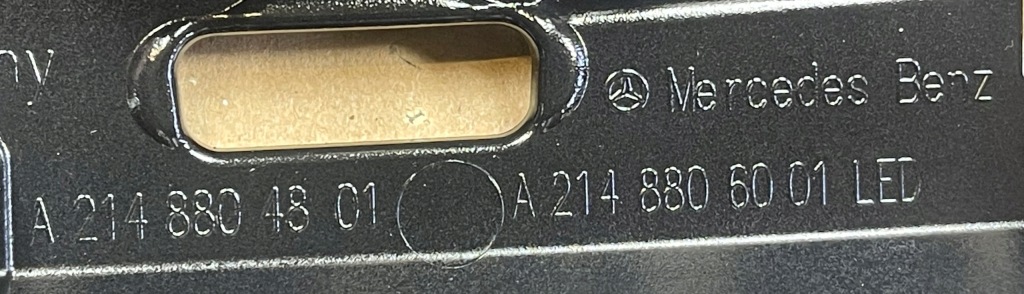 Mercedes Benz
A 214 880 48 01 A 214 880 60 01 LED